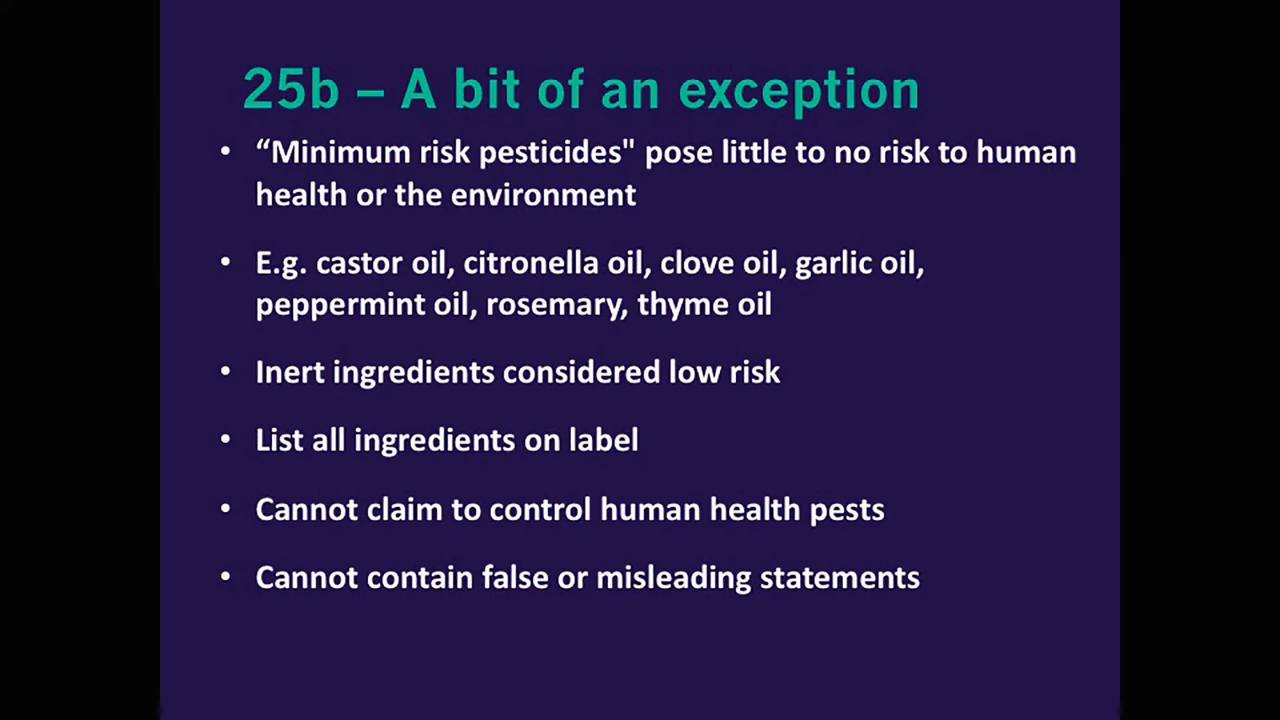 25b – A bit of an exception
• “Minimum risk pesticides" pose little to no risk to human
health or the environment
• E.g. castor oil, citronella oil, clove oil, garlic oil,
peppermint oil, rosemary, thyme oil
• Inert ingredients considered low risk
• List all ingredients on label
• Cannot claim to control human health pests
• Cannot contain false or misleading statements